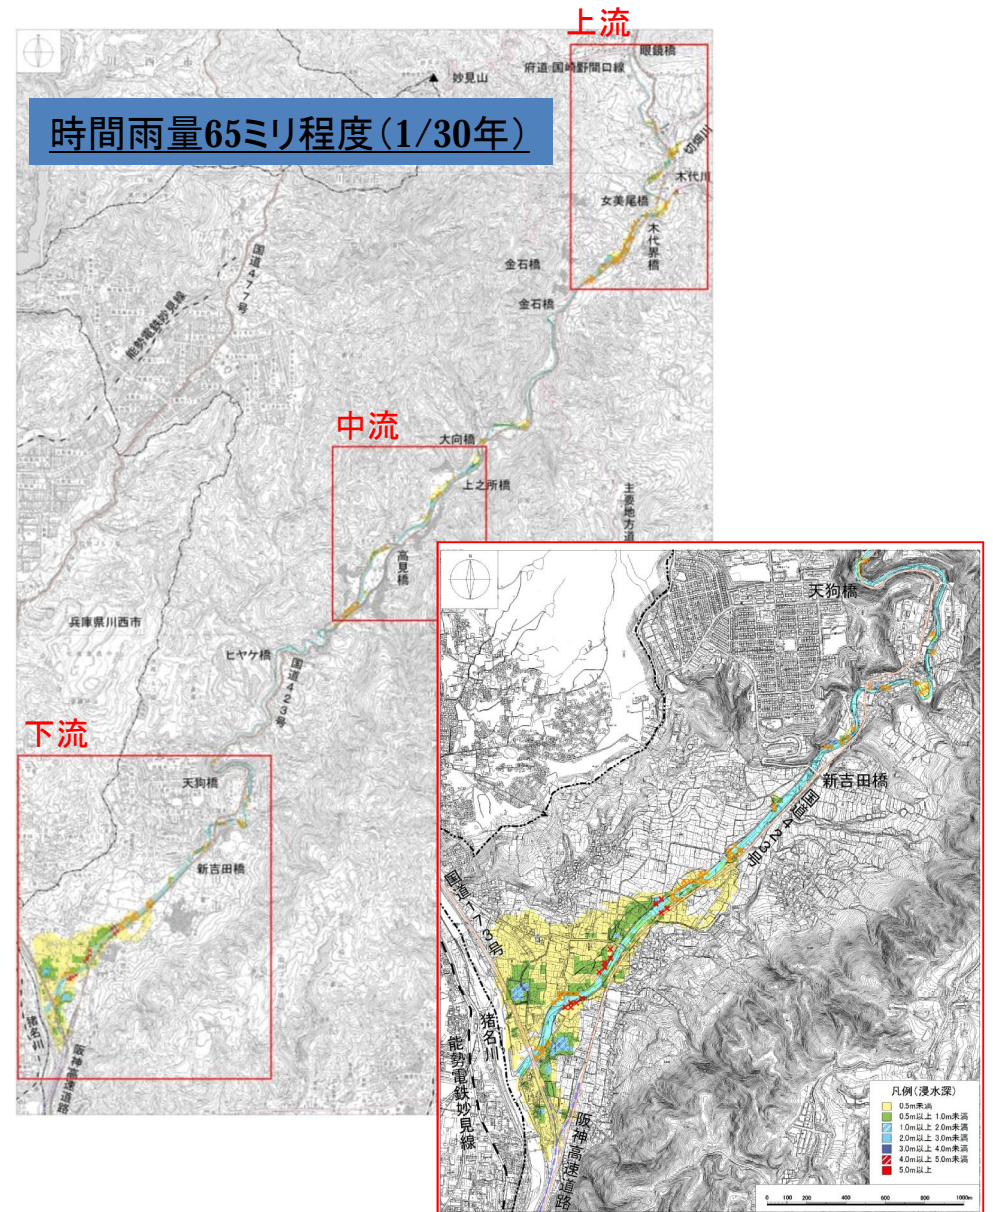 上流
眼鏡橋
府道:国崎野間口線
妙見山
時間雨量65ミリ程度(1/30年)
切畑川
木代川
女美尾橋
木代界橋
国道477号
金石橋
金石橋
能勢電鉄妙見線
中流
大向橋
上之所橋
主要地方道
高見橋
兵庫県川西市
ヒヤケ橋
国道423号
下流
天狗橋
新吉田橋
猪名川
阪神高速道路
天狗橋
新吉田橋
国道423号
国道173号
猪名川
能勢電鉄妙見線
阪神高速道路
凡例(浸水深)
0.5m未満
0.5m以上 1.0m未満
1.0m以上 2.0m未満
2.0m以上 3.0m未満
3.0m以上 4.0m未満
4.0m以上 5.0m未満
5.0m以上
0 100 200 400 600 800 1000m